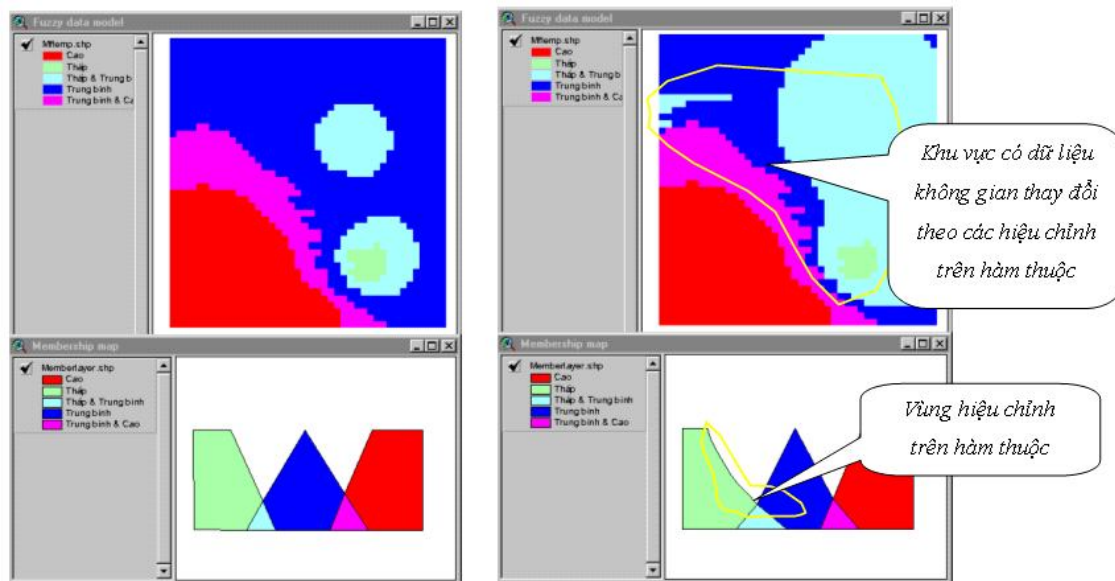 Fuzzy data model
Mftemp.shp
Cao
Thấp
Thấp & Trung b
Trung bình
Trung bình & Ca
Membership map
Memberlayer.shp
Cao
Thấp
Thấp & Trung bình
Trung bình
Trung bình & Cao
Fuzzy data model
Mftemp.shp
Cao
Thấp
Thấp & Trung b
Trung bình
Trung bình & Ca
Khu vực có dữ liệu
không gian thay đổi
theo các hiệu chỉnh
trên hàm thuộc
Membership map
Memberlayer.shp
Cao
Thấp
Thấp & Trung bình
Trung bình
Trung bình & Cao
Vùng hiệu chỉnh
trên hàm thuộc